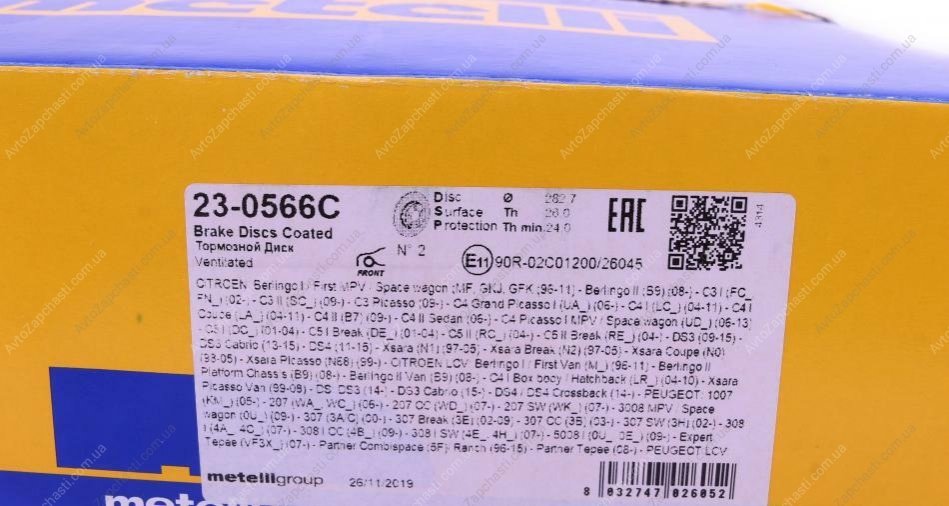 23-0566C
Brake Discs Coated
Тормозной Диск
Ventilated
Disc Ø 282.7
Surface Th 26.0
Protection Th min.24.0
N° 2
FRONT
EAC
E11 90R-02C01200/26045
4314
CITROEN Berlingo I / First MPV / Space wagon (MF, GKJ, GFK (96-11) - Berlingo II (B9) (08-) - C3 I (FC_
FN_) (02-) - C3 II (SC_) (09-) - C3 Picasso (09-) - C4 Grand Picasso I (UA_) (06-) - C4 I (LC_) (04-11) - C4 I
Coupe (LA_) (04-11) - C4 II (B7) (09-) - C4 II Sedan (06-) - C4 Picasso I MPV / Space wagon (UD_) (06-13)
- C5 I (DC_) (01-04) - C5 I Break (DE_) (01-04) - C5 II (RC_) (04-) - C5 II Break (RE_) (04-) - DS3 (09-15) -
DS3 Cabrio (13-15) - DS4 (11-15) - Xsara (N1) (97-05) - Xsara Break (N2) (97-05) - Xsara Coupe (N0)
(98-05) - Xsara Picasso (N68) (99-) - CITROEN LCV: Berlingo I / First Van (M_) (96-11) - Berlingo II
Platform Chassis (B9) (08-) - Berlingo II Van (B9) (08-) - C4 I Box body / Hatchback (LR_) (04-10) - Xsara
Picasso Van (99-09) - DS: DS3 (14-) - DS3 Cabrio (15-) - DS4 / DS4 Crossback (14-) - PEUGEOT: 1007
(KM_) (05-) - 207 (WA_, WC_) (06-) - 207 CC (WD_) (07-) - 207 SW (WK_) (07-) - 3008 MPV / Space
wagon (0U_) (09-) - 307 (3A/C) (00-) - 307 Break (3E) (02-09) - 307 CC (3B) (03-) - 307 SW (3H) (02-) - 308
I (4A_, 4C_) (07-) - 308 I CC (4B_) (09-) - 308 I SW (4E_, 4H_) (07-) - 5008 I (0U_, 0E_) (09-) - Expert
Tepee (VF3X_) (07-) - Partner Combispace (5F) Ranch (96-15) - Partner Tepee (08-) - PEUGEOT LCV
metelligroup
26/11/2019
8 032747 026052
AvtoZapchasti.com.ua